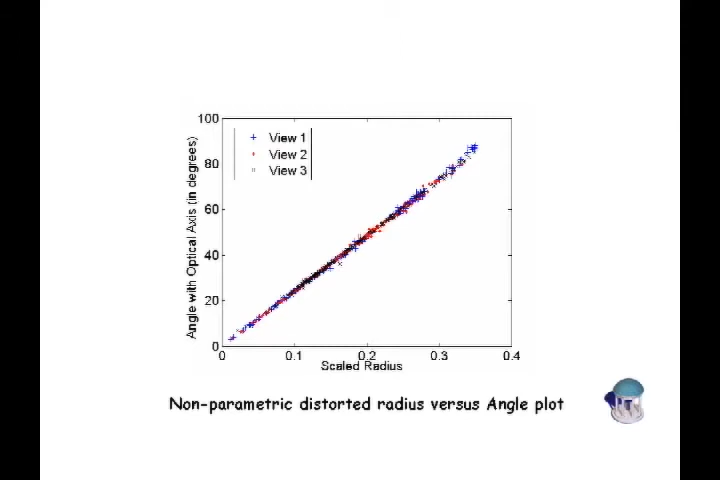 100
80
60
40
20
0
Angle with Optical Axis (in degrees)
View 1
View 2
View 3
0 0.1 0.2 0.3 0.4
Scaled Radius
Non-parametric distorted radius versus Angle plot